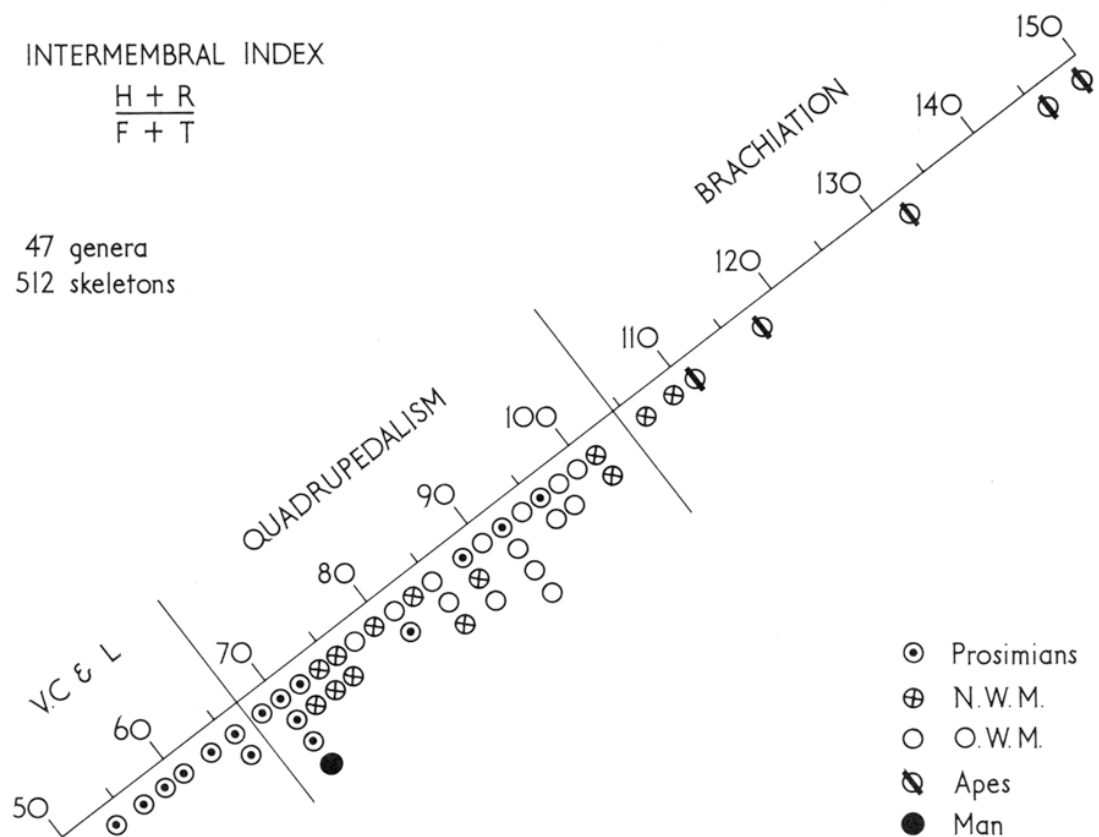 INTERMEMBRAL INDEX
H + R
F + T
47 genera
512 skeletons
150
140
BRACHIATION
130
120
110
100
QUADRUPEDALISM
90
80
70
V.C & L
60
50
Prosimians
N.W.M.
O.W.M.
Apes
Man